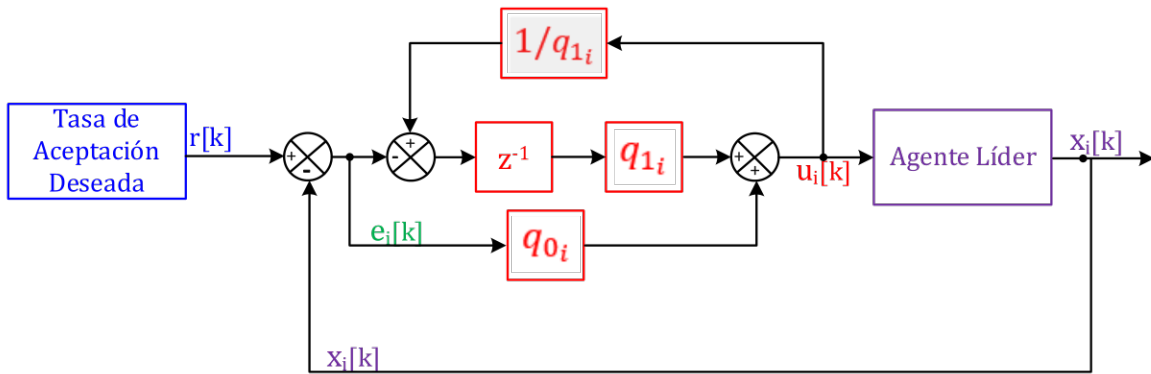 1/q₁ᵢ
Tasa de
Aceptación
Deseada
r[k]
+
-
-
+
z⁻¹
q₁ᵢ
+
+
uᵢ[k]
Agente Líder
xᵢ[k]
eᵢ[k]
q₀ᵢ
xᵢ[k]